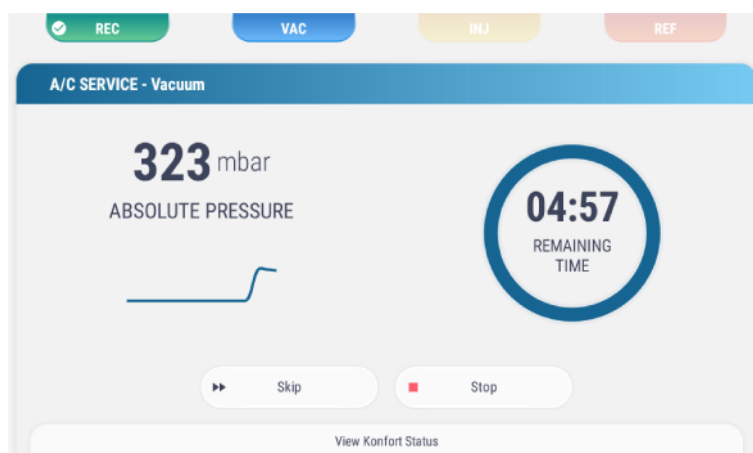 REC
VAC
INJ
REF
A/C SERVICE - Vacuum
323 mbar
ABSOLUTE PRESSURE
04:57
REMAINING
TIME
Skip
Stop
View Konfort Status